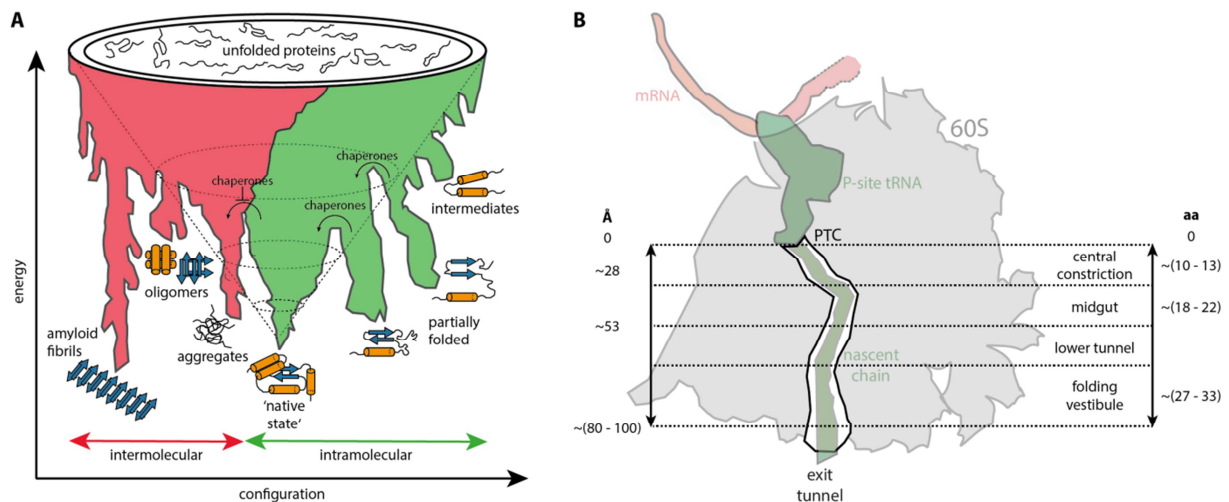 A
unfolded proteins
chaperones
chaperones
chaperones
intermediates
oligomers
partially
folded
amyloid
fibrils
aggregates
'native
state'
energy
intermolecular
intramolecular
configuration
B
mRNA
60S
P-site tRNA
Å
PTC
aa
0
0
central
constriction
~28
~(10 - 13)
midgut
~(18 - 22)
~53
lower tunnel
nascent
chain
folding
vestibule
~(27 - 33)
~(80 - 100)
exit
tunnel